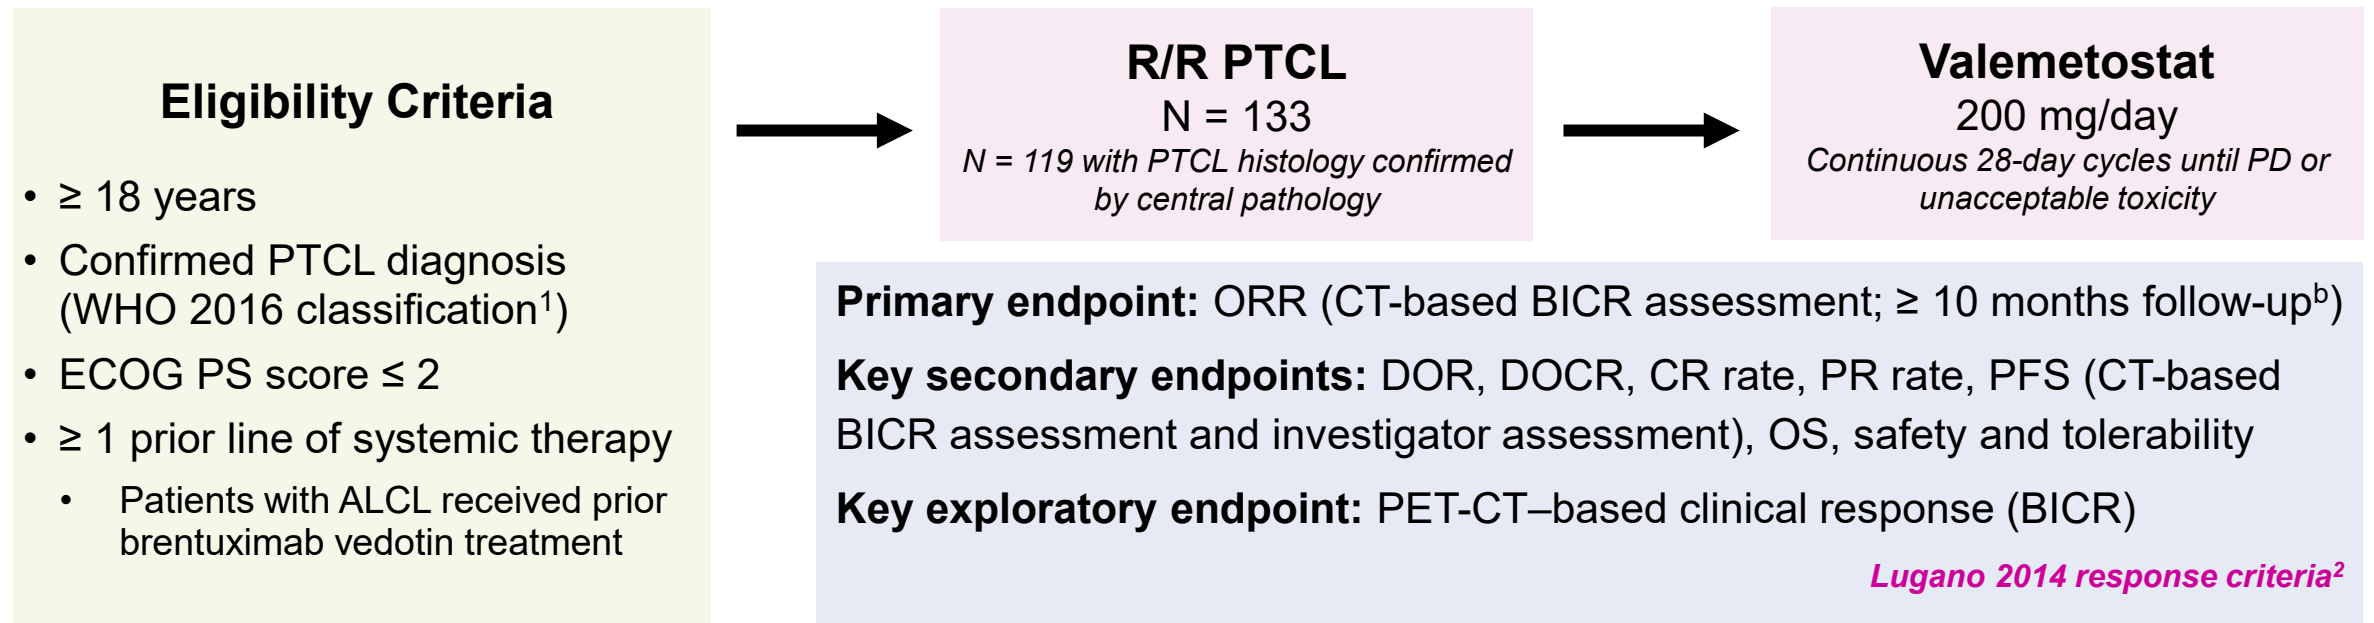 Eligibility Criteria
• ≥ 18 years
• Confirmed PTCL diagnosis
(WHO 2016 classification¹)
• ECOG PS score ≤ 2
• ≥ 1 prior line of systemic therapy
• Patients with ALCL received prior
brentuximab vedotin treatment
R/R PTCL
N = 133
N = 119 with PTCL histology confirmed
by central pathology
Valemetostat
200 mg/day
Continuous 28-day cycles until PD or
unacceptable toxicity
Primary endpoint: ORR (CT-based BICR assessment; ≥ 10 months follow-upᵇ)
Key secondary endpoints: DOR, DOCR, CR rate, PR rate, PFS (CT-based
BICR assessment and investigator assessment), OS, safety and tolerability
Key exploratory endpoint: PET-CT–based clinical response (BICR)
Lugano 2014 response criteria²